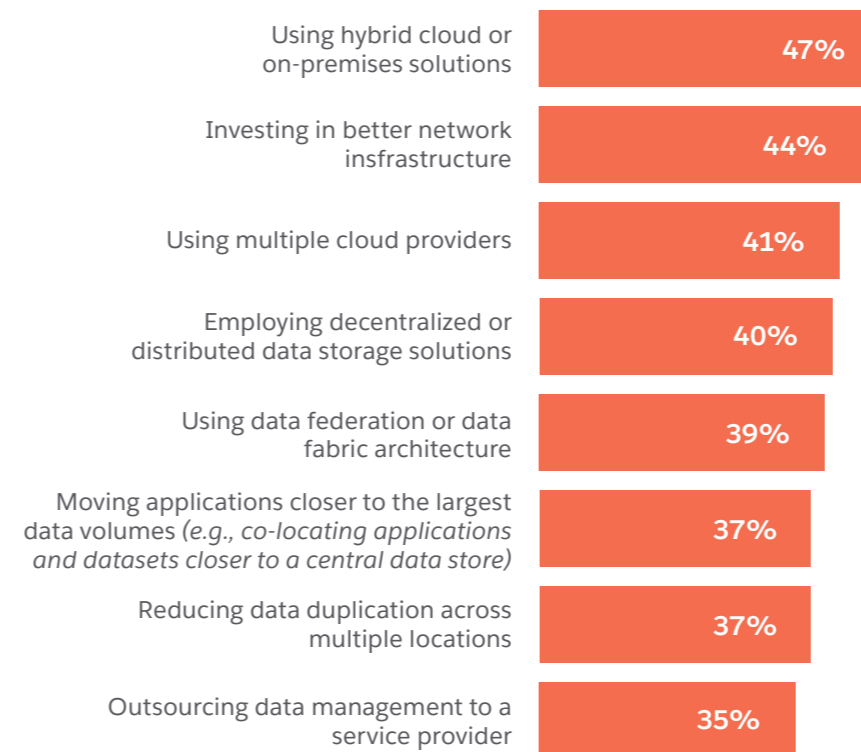 Using hybrid cloud or
on-premises solutions
47%
Investing in better network
insfrastructure
44%
Using multiple cloud providers
41%
Employing decentralized or
distributed data storage solutions
40%
Using data federation or data
fabric architecture
39%
Moving applications closer to the largest
data volumes (e.g., co-locating applications
and datasets closer to a central data store)
37%
Reducing data duplication across
multiple locations
37%
Outsourcing data management to a
service provider
35%